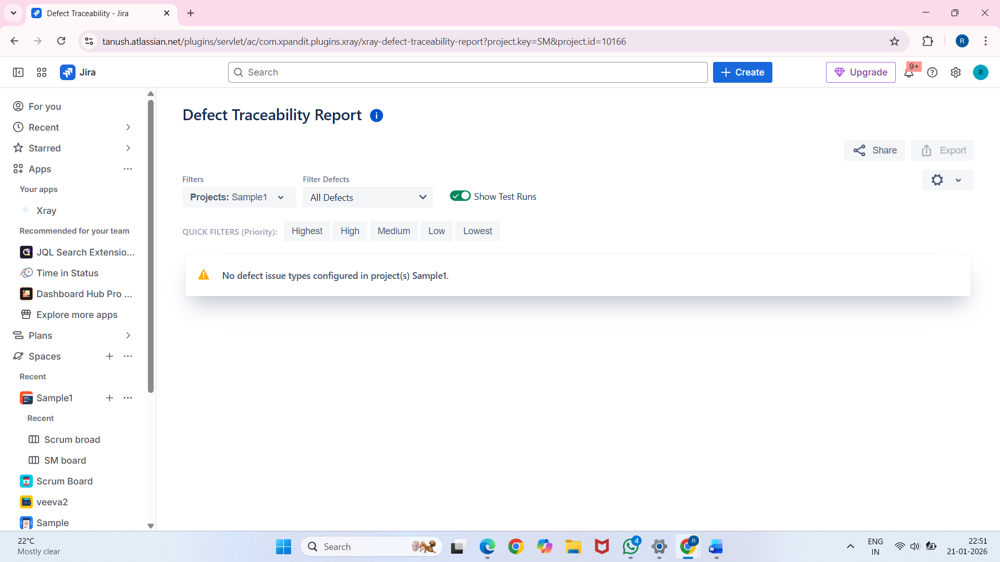 Defect Traceability - Jira
tanush.atlassian.net/plugins/servlet/ac/com.xpandit.plugins.xray/xray-defect-traceability-report?project.key=SM&project.id=10166
R
Jira
Search
Create
Upgrade
9+
R
For you
Recent
Starred
Apps
Your apps
Xray
Recommended for your team
JQL Search Extensio...
Time in Status
Dashboard Hub Pro ...
Explore more apps
Plans
Spaces
Recent
Sample1
Recent
Scrum broad
SM board
Scrum Board
veeva2
Sample
Defect Traceability Report
Share
Export
Filters
Filter Defects
Projects: Sample1
All Defects
Show Test Runs
QUICK FILTERS (Priority):
Highest
High
Medium
Low
Lowest
No defect issue types configured in project(s) Sample1.
22°C
Mostly clear
Search
4
R
ENG
IN
22:51
21-01-2026